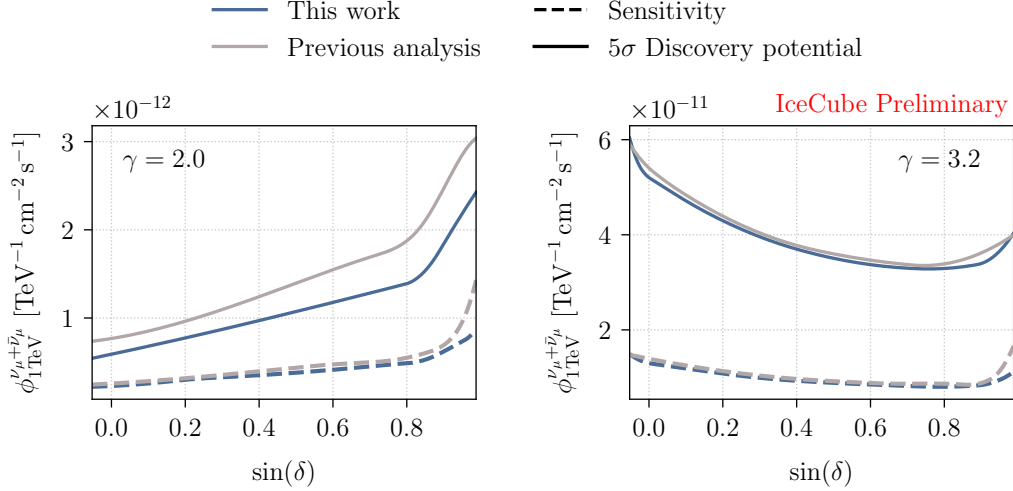 This work
Sensitivity
Previous analysis
5σ Discovery potential
×10⁻¹²
×10⁻¹¹
IceCube Preliminary
γ = 2.0
γ = 3.2
ϕ_{1TeV}^{ν_μ+ν̄_μ} [TeV⁻¹ cm⁻² s⁻¹]
3
2
1
0.0 0.2 0.4 0.6 0.8
sin(δ)
ϕ_{1TeV}^{ν_μ+ν̄_μ} [TeV⁻¹ cm⁻² s⁻¹]
6
4
2
0.0 0.2 0.4 0.6 0.8
sin(δ)